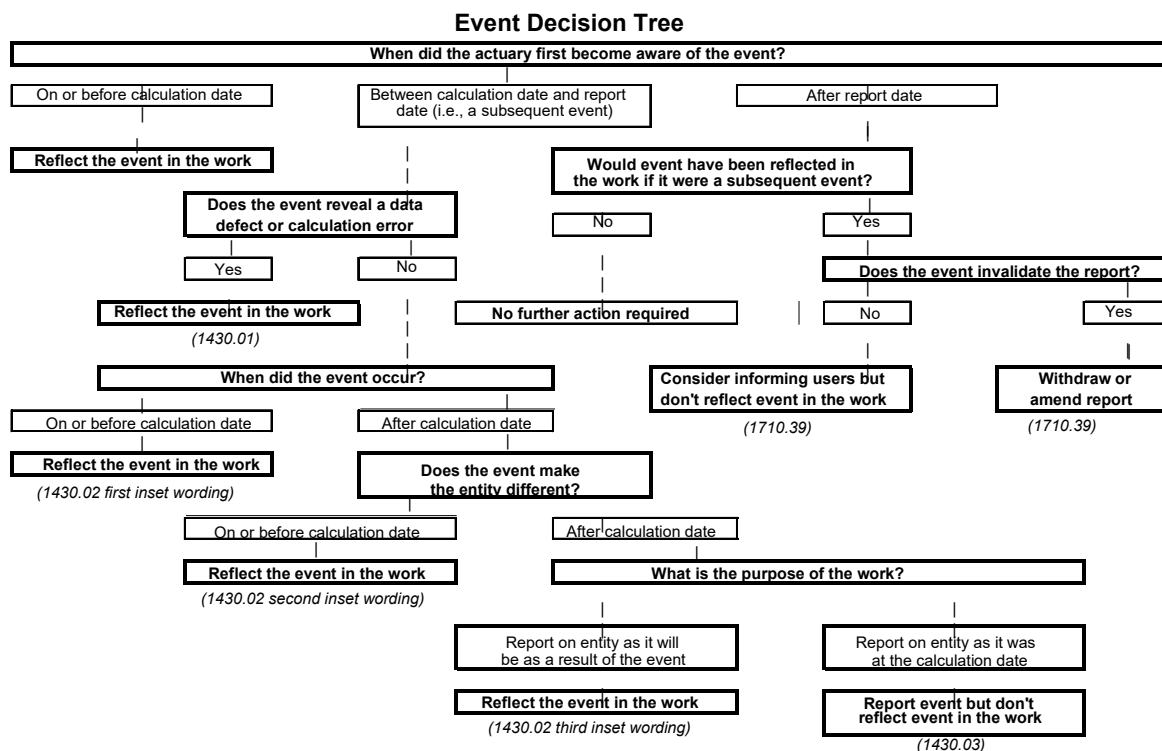 Event Decision Tree
When did the actuary first become aware of the event?
On or before calculation date
Between calculation date and report
date (i.e., a subsequent event)
After report date
Reflect the event in the work
Would event have been reflected in
the work if it were a subsequent event?
Does the event reveal a data
defect or calculation error
No
Yes
Yes
No
Does the event invalidate the report?
Reflect the event in the work
(1430.01)
No further action required
No
Yes
When did the event occur?
Consider informing users but
don't reflect event in the work
(1710.39)
Withdraw or
amend report
(1710.39)
On or before calculation date
After calculation date
Reflect the event in the work
(1430.02 first inset wording)
Does the event make
the entity different?
On or before calculation date
After calculation date
Reflect the event in the work
(1430.02 second inset wording)
What is the purpose of the work?
Report on entity as it will
be as a result of the event
Report on entity as it was
at the calculation date
Reflect the event in the work
(1430.02 third inset wording)
Report event but don't
reflect event in the work
(1430.03)